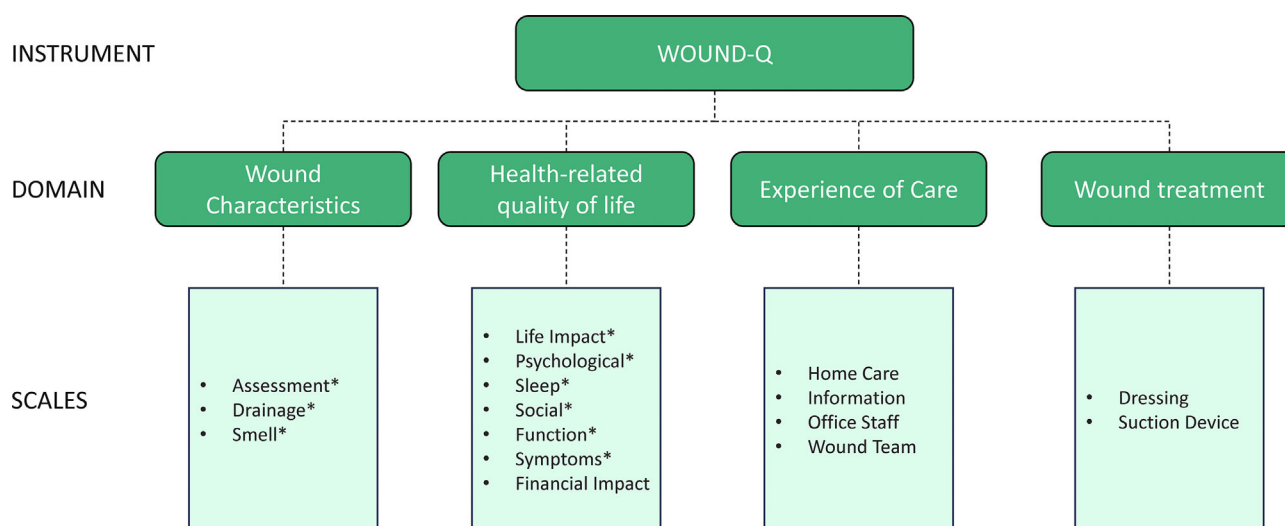 INSTRUMENT
WOUND-Q
DOMAIN
Wound
Characteristics
Health-related
quality of life
Experience of Care
Wound treatment
SCALES
• Assessment*
• Drainage*
• Smell*
• Life Impact*
• Psychological*
• Sleep*
• Social*
• Function*
• Symptoms*
• Financial Impact
• Home Care
• Information
• Office Staff
• Wound Team
• Dressing
• Suction Device